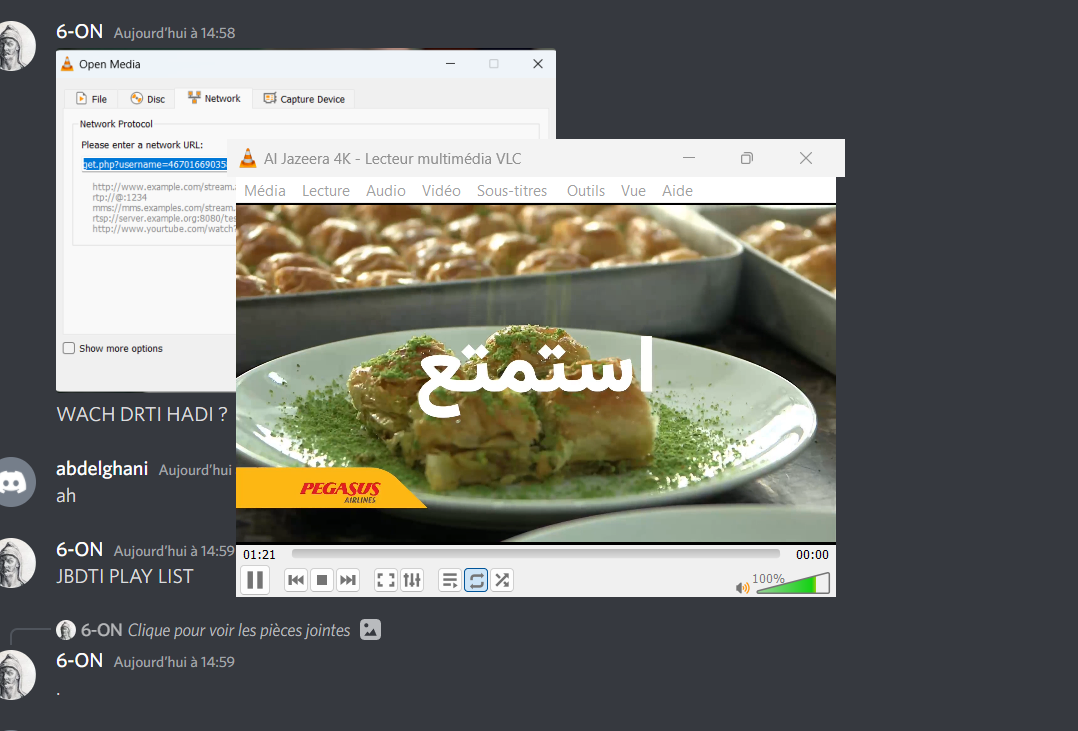 6-ON Aujourd'hui à 14:58
Open Media
File Disc Network Capture Device
Network Protocol
Please enter a network URL:
get.php?username=4670166903
http://www.example.com/stream.
rtp://@:1234
mms://mms.examples.com/stream.
rtsp://server.example.org:8080/tes
http://www.yourtube.com/watch?
Show more options
Al Jazeera 4K - Lecteur multimédia VLC
Média Lecture Audio Vidéo Sous-titres Outils Vue Aide
استمتع
PEGASUS
AIRLINES
01:21 00:00
100%
WACH DRTI HADI ?
abdelghani Aujourd'hui
ah
6-ON Aujourd'hui à 14:59
JBDTI PLAY LIST
6-ON Clique pour voir les pièces jointes
6-ON Aujourd'hui à 14:59
.